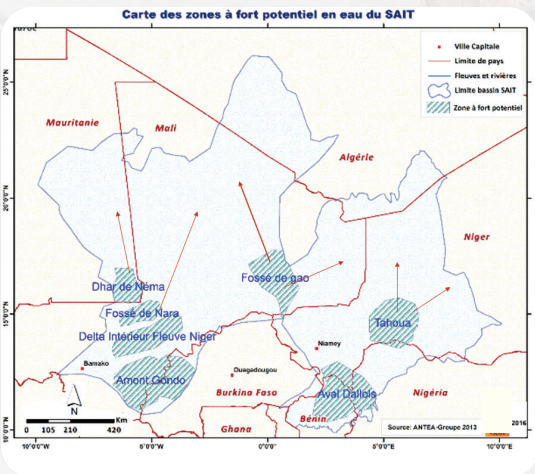 Carte des zones à fort potentiel en eau du SAIT
Ville Capitale
Limite de pays
Fleuves et rivières
Limite bassin SAIT
Zone à fort potentiel
25°0'0"N
20°0'0"N
15°0'0"N
10°0'0"N
Mauritanie
Mali
Algérie
Niger
Dhar de Néma
Fossé de gao
Fossé de Nara
Delta Intérieur Fleuve Niger
Tahoua
Niamey
Bamako
Ouagadougou
Amont Gondo
Aval Dallols
Burkina Faso
Nigéria
Bénin
Ghana
N
Km
0 105 210 420
Source: ANTEA-Groupe 2013
2016
10°0'0"W
5°0'0"W
0°0'0"
5°0'0"E
10°0'0"E